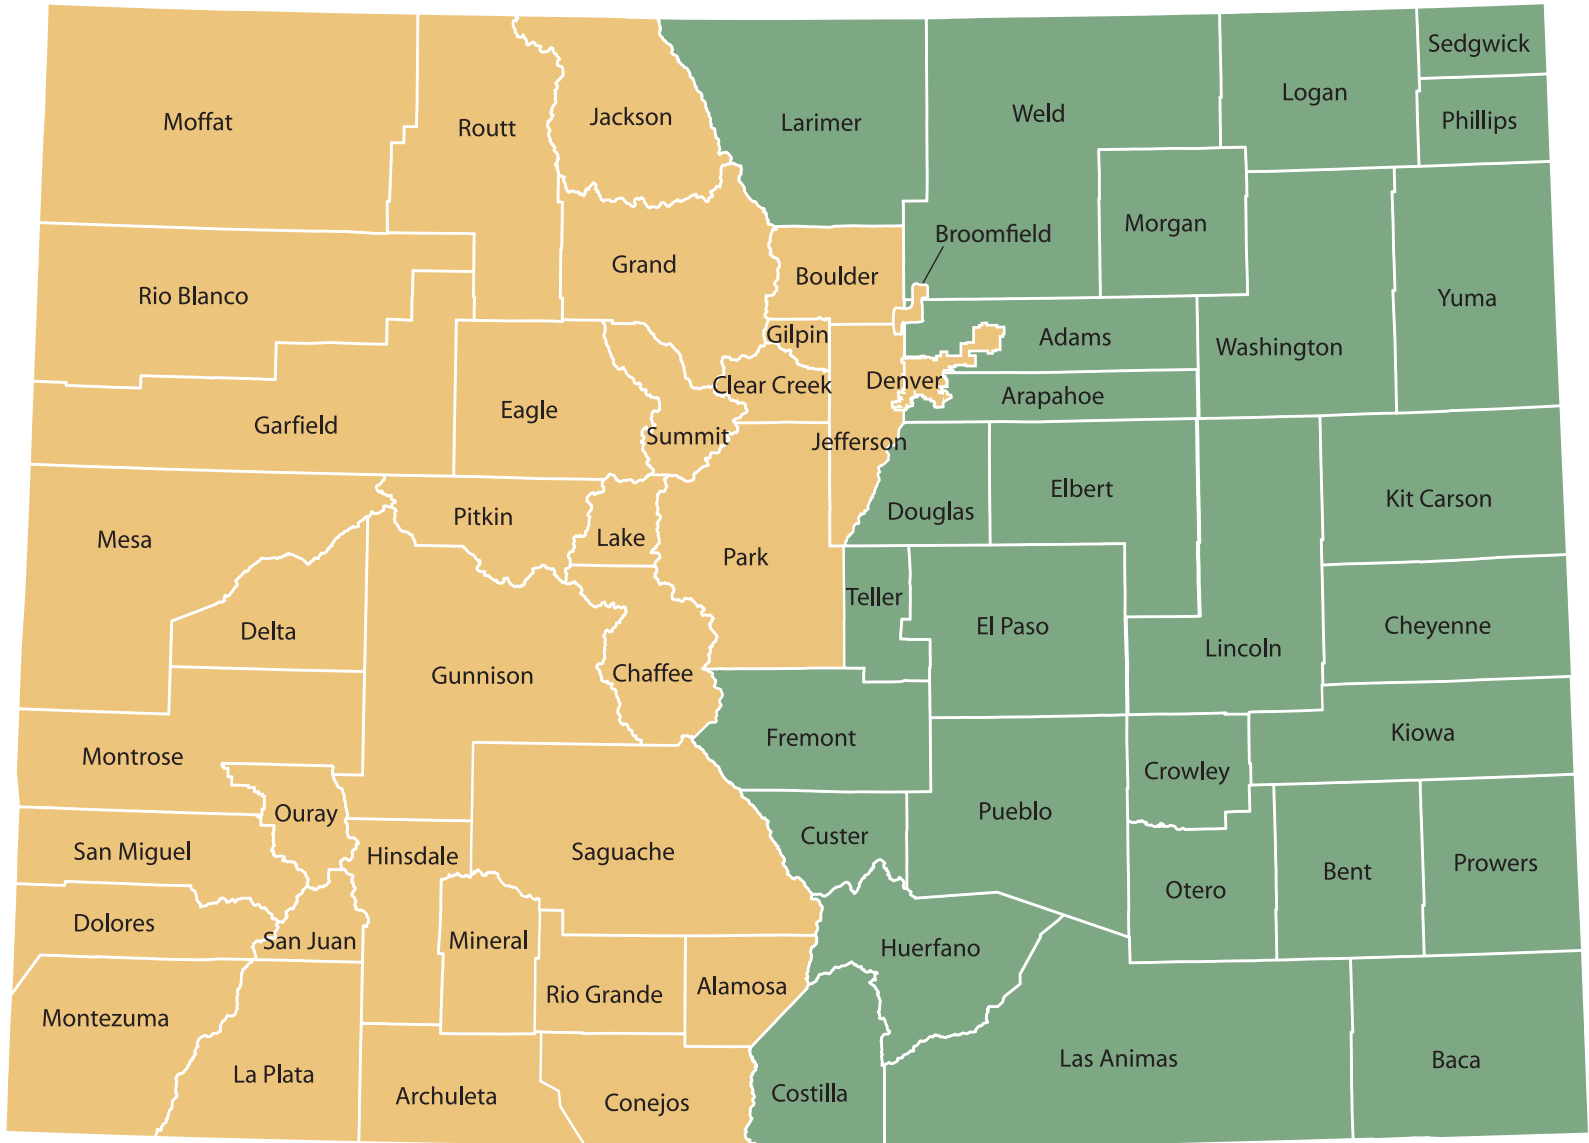 Sedgwick
Logan
Weld
Phillips
Moffat
Routt
Jackson
Larimer
Morgan
Broomfield
Grand
Boulder
Rio Blanco
Yuma
Gilpin
Adams
Washington
Clear Creek
Denver
Arapahoe
Eagle
Garfield
Summit
Jefferson
Elbert
Kit Carson
Douglas
Pitkin
Lake
Mesa
Park
Teller
El Paso
Cheyenne
Delta
Lincoln
Gunnison
Chaffee
Kiowa
Fremont
Montrose
Crowley
Ouray
Pueblo
Custer
San Miguel
Hinsdale
Saguache
Prowers
Bent
Otero
Dolores
San Juan
Mineral
Huerfano
Rio Grande
Alamosa
Montezuma
La Plata
Las Animas
Baca
Archuleta
Conejos
Costilla